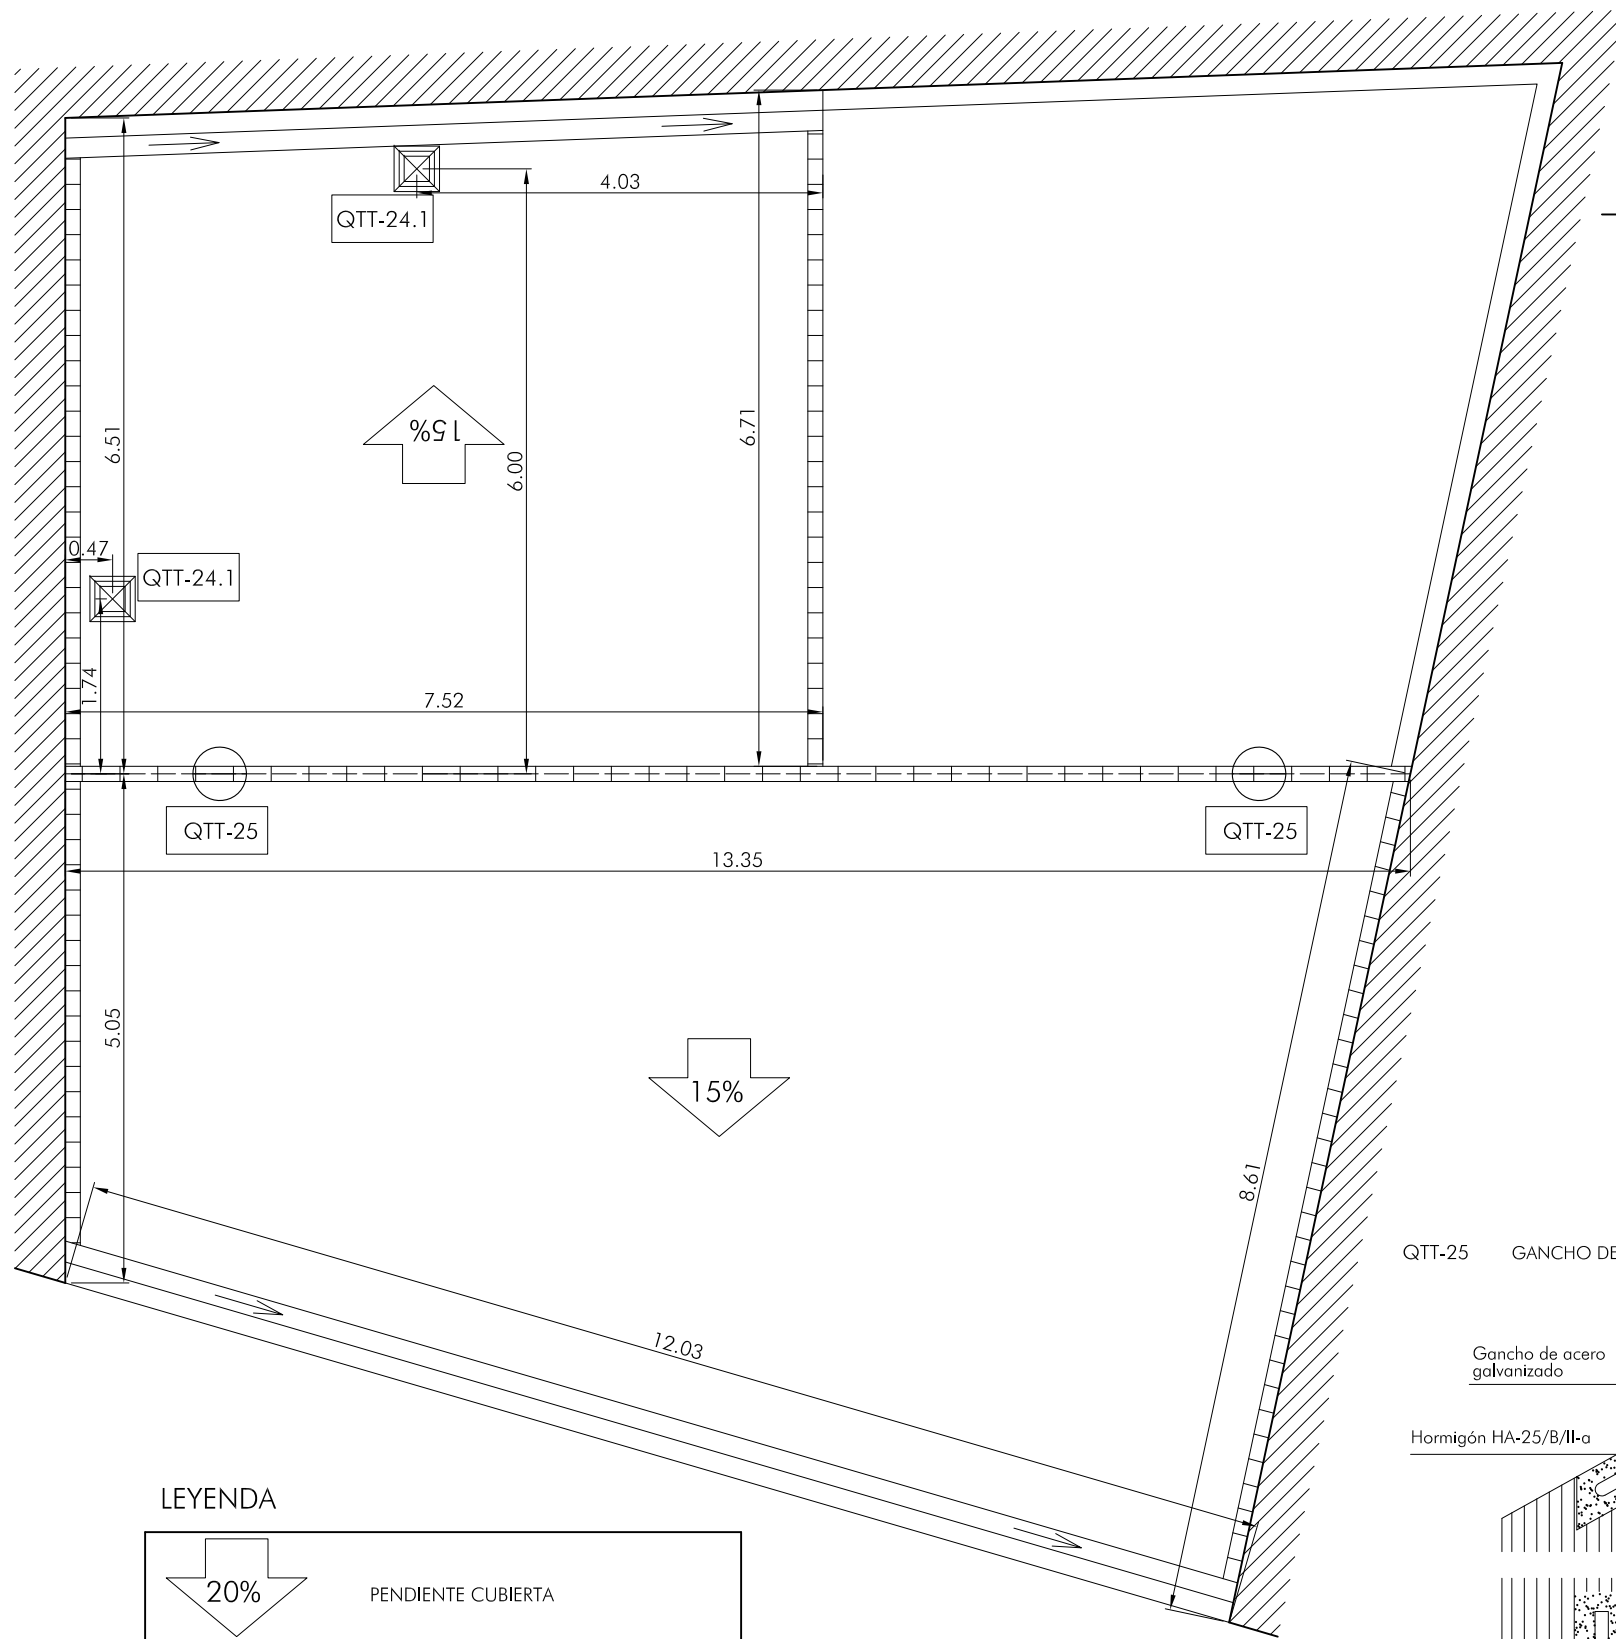 4.03
QTT-24.1
6.51
15%
6.00
6.71
0.47
QTT-24.1
1.74
7.52
QTT-25
QTT-25
13.35
5.05
15%
8.61
12.03
QTT-25 GANCHO DE
Gancho de acero
galvanizado
Hormigón HA-25/B/II-a
LEYENDA
20%
PENDIENTE CUBIERTA